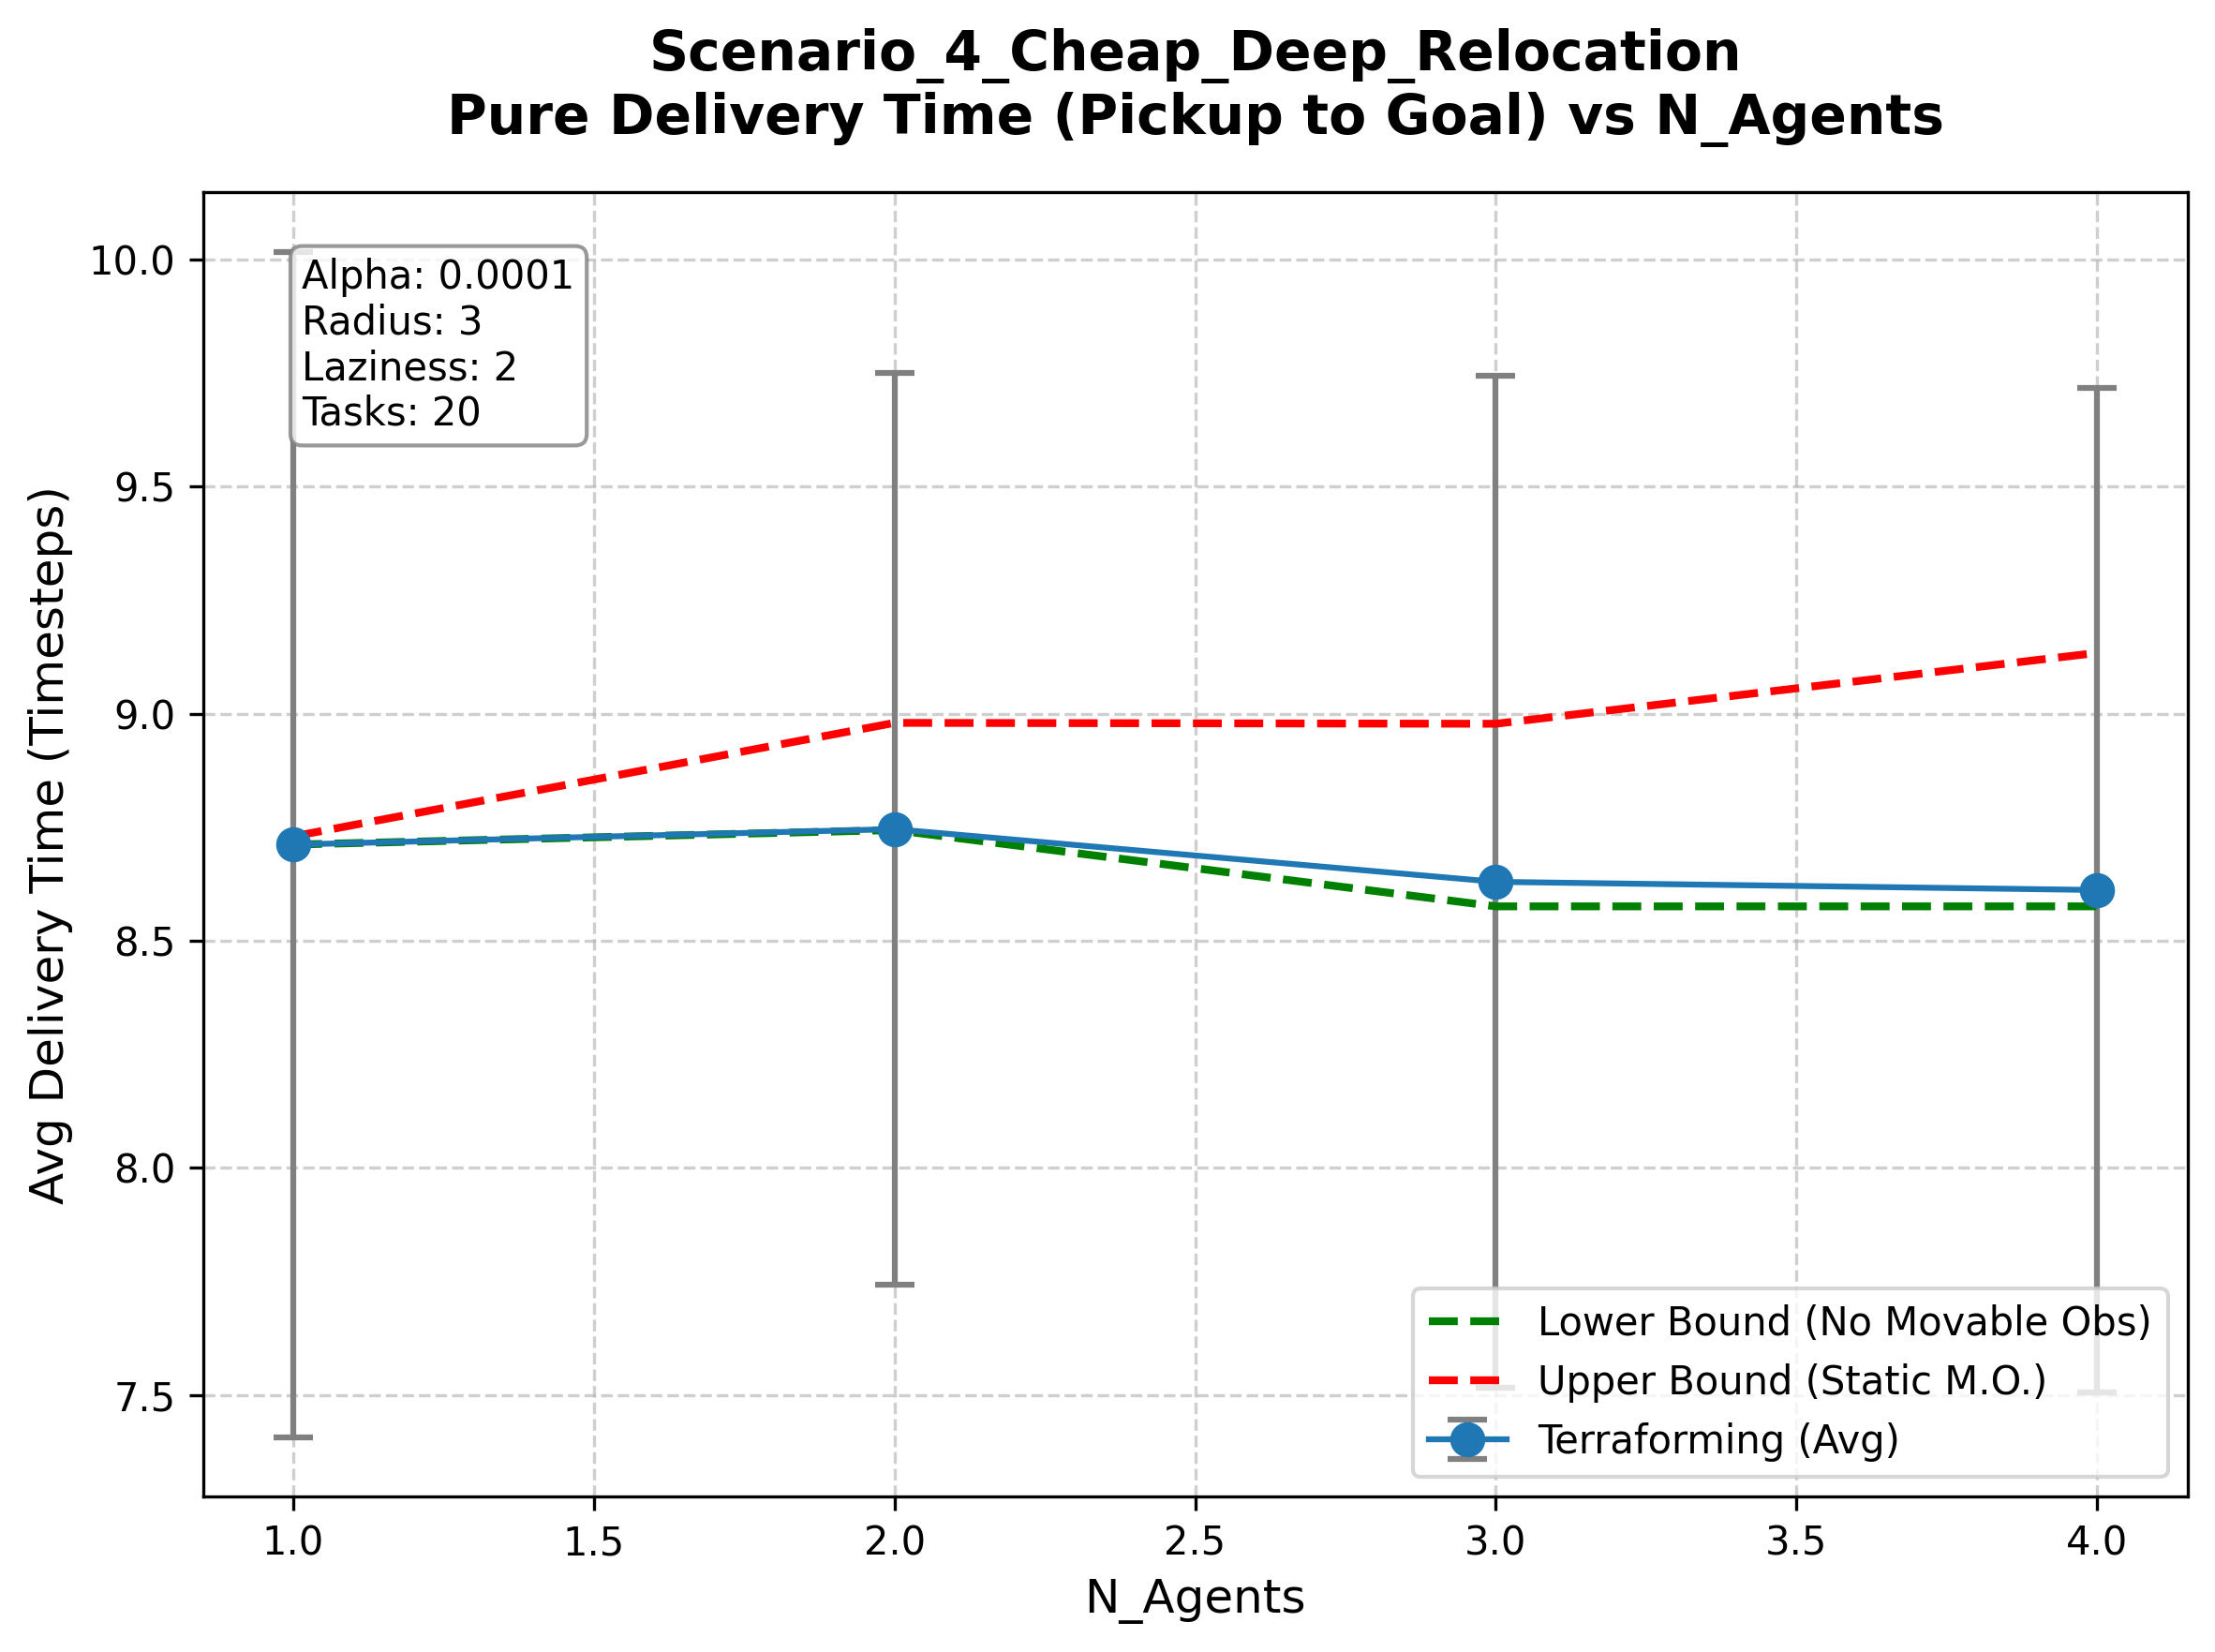 Scenario_4_Cheap_Deep_Relocation
Pure Delivery Time (Pickup to Goal) vs N_Agents
Avg Delivery Time (Timesteps)
10.0
9.5
9.0
8.5
8.0
7.5
Alpha: 0.0001
Radius: 3
Laziness: 2
Tasks: 20
Lower Bound (No Movable Obs)
Upper Bound (Static M.O.)
Terraforming (Avg)
1.0 1.5 2.0 2.5 3.0 3.5 4.0
N_Agents